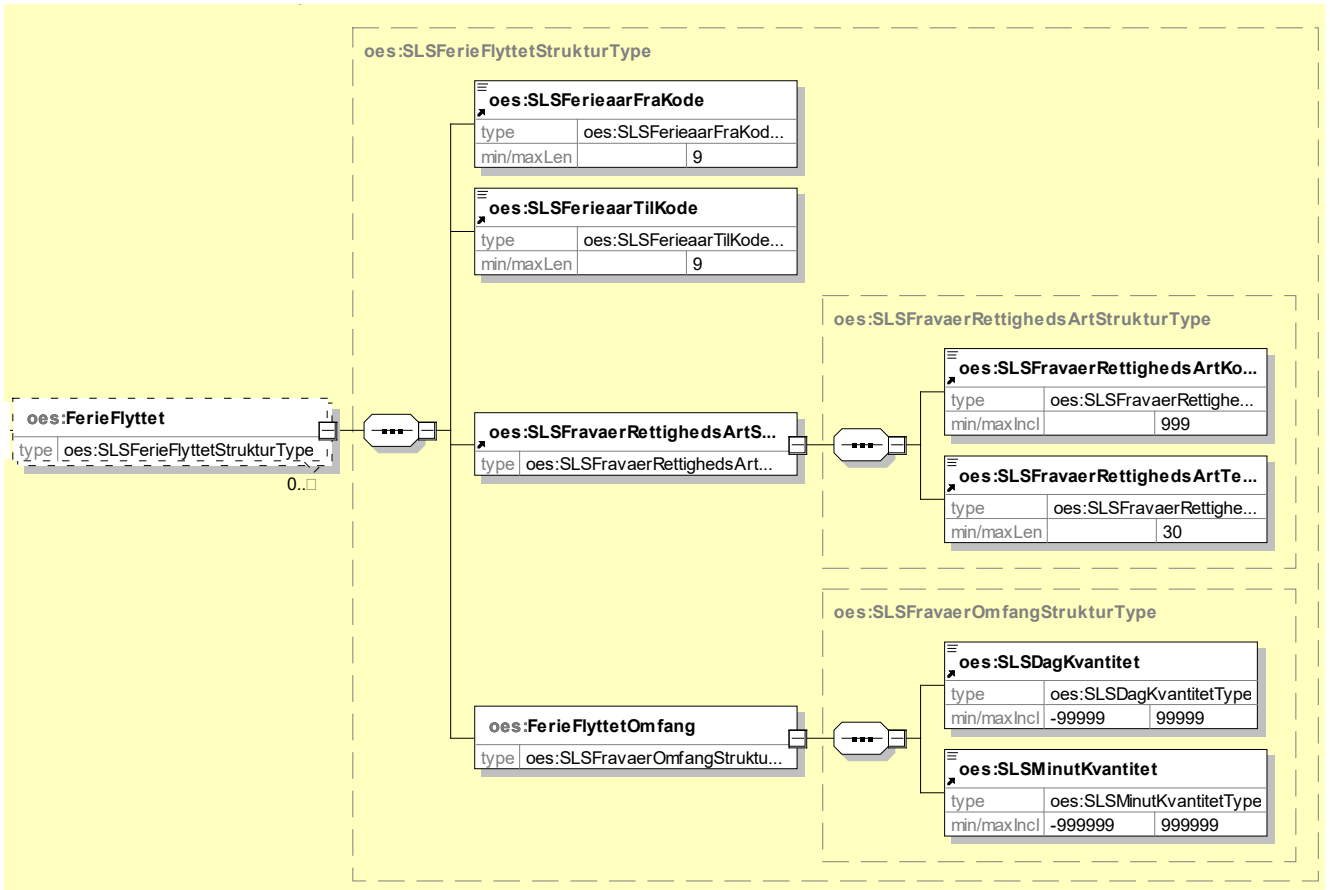 oes:SLSFerieFlyttetStrukturType
oes:SLSFerieaarFraKode
type oes:SLSFerieaarFraKod...
min/maxLen 9
oes:SLSFerieaarTilKode
type oes:SLSFerieaarTilKode...
min/maxLen 9
oes:SLSFravaerRettighedsArtStrukturType
oes:SLSFravaerRettighedsArtKo...
type oes:SLSFravaerRettighe...
min/maxIncl 999
oes:FerieFlyttet
type oes:SLSFerieFlyttetStrukturType
0..□
oes:SLSFravaerRettighedsArtS...
type oes:SLSFravaerRettighedsArt...
oes:SLSFravaerRettighedsArtTe...
type oes:SLSFravaerRettighe...
min/maxLen 30
oes:SLSFravaerOmfangStrukturType
oes:SLSDagKvantitet
type oes:SLSDagKvantitetType
min/maxIncl -99999 99999
oes:FerieFlyttetOmfang
type oes:SLSFravaerOmfangStruktu...
oes:SLSMinutKvantitet
type oes:SLSMinutKvantitetType
min/maxIncl -999999 999999